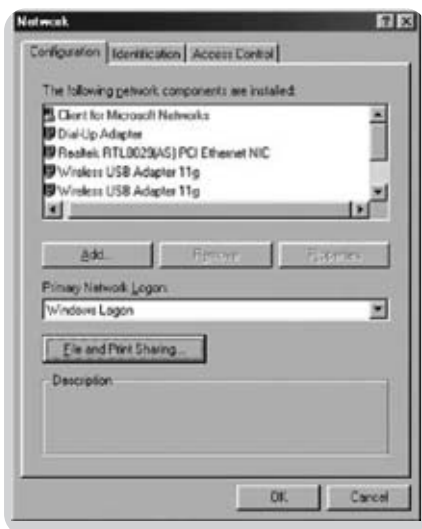 Network
Configuration Identification Access Control
The following network components are installed:
Client for Microsoft Networks
Dial-Up Adapter
Realtek RTL8029(AS) PCI Ethernet NIC
Wireless USB Adapter 11g
Wireless USB Adapter 11g
Add... Remove Properties
Primary Network Logon:
Windows Logon
File and Print Sharing...
Description
OK Cancel